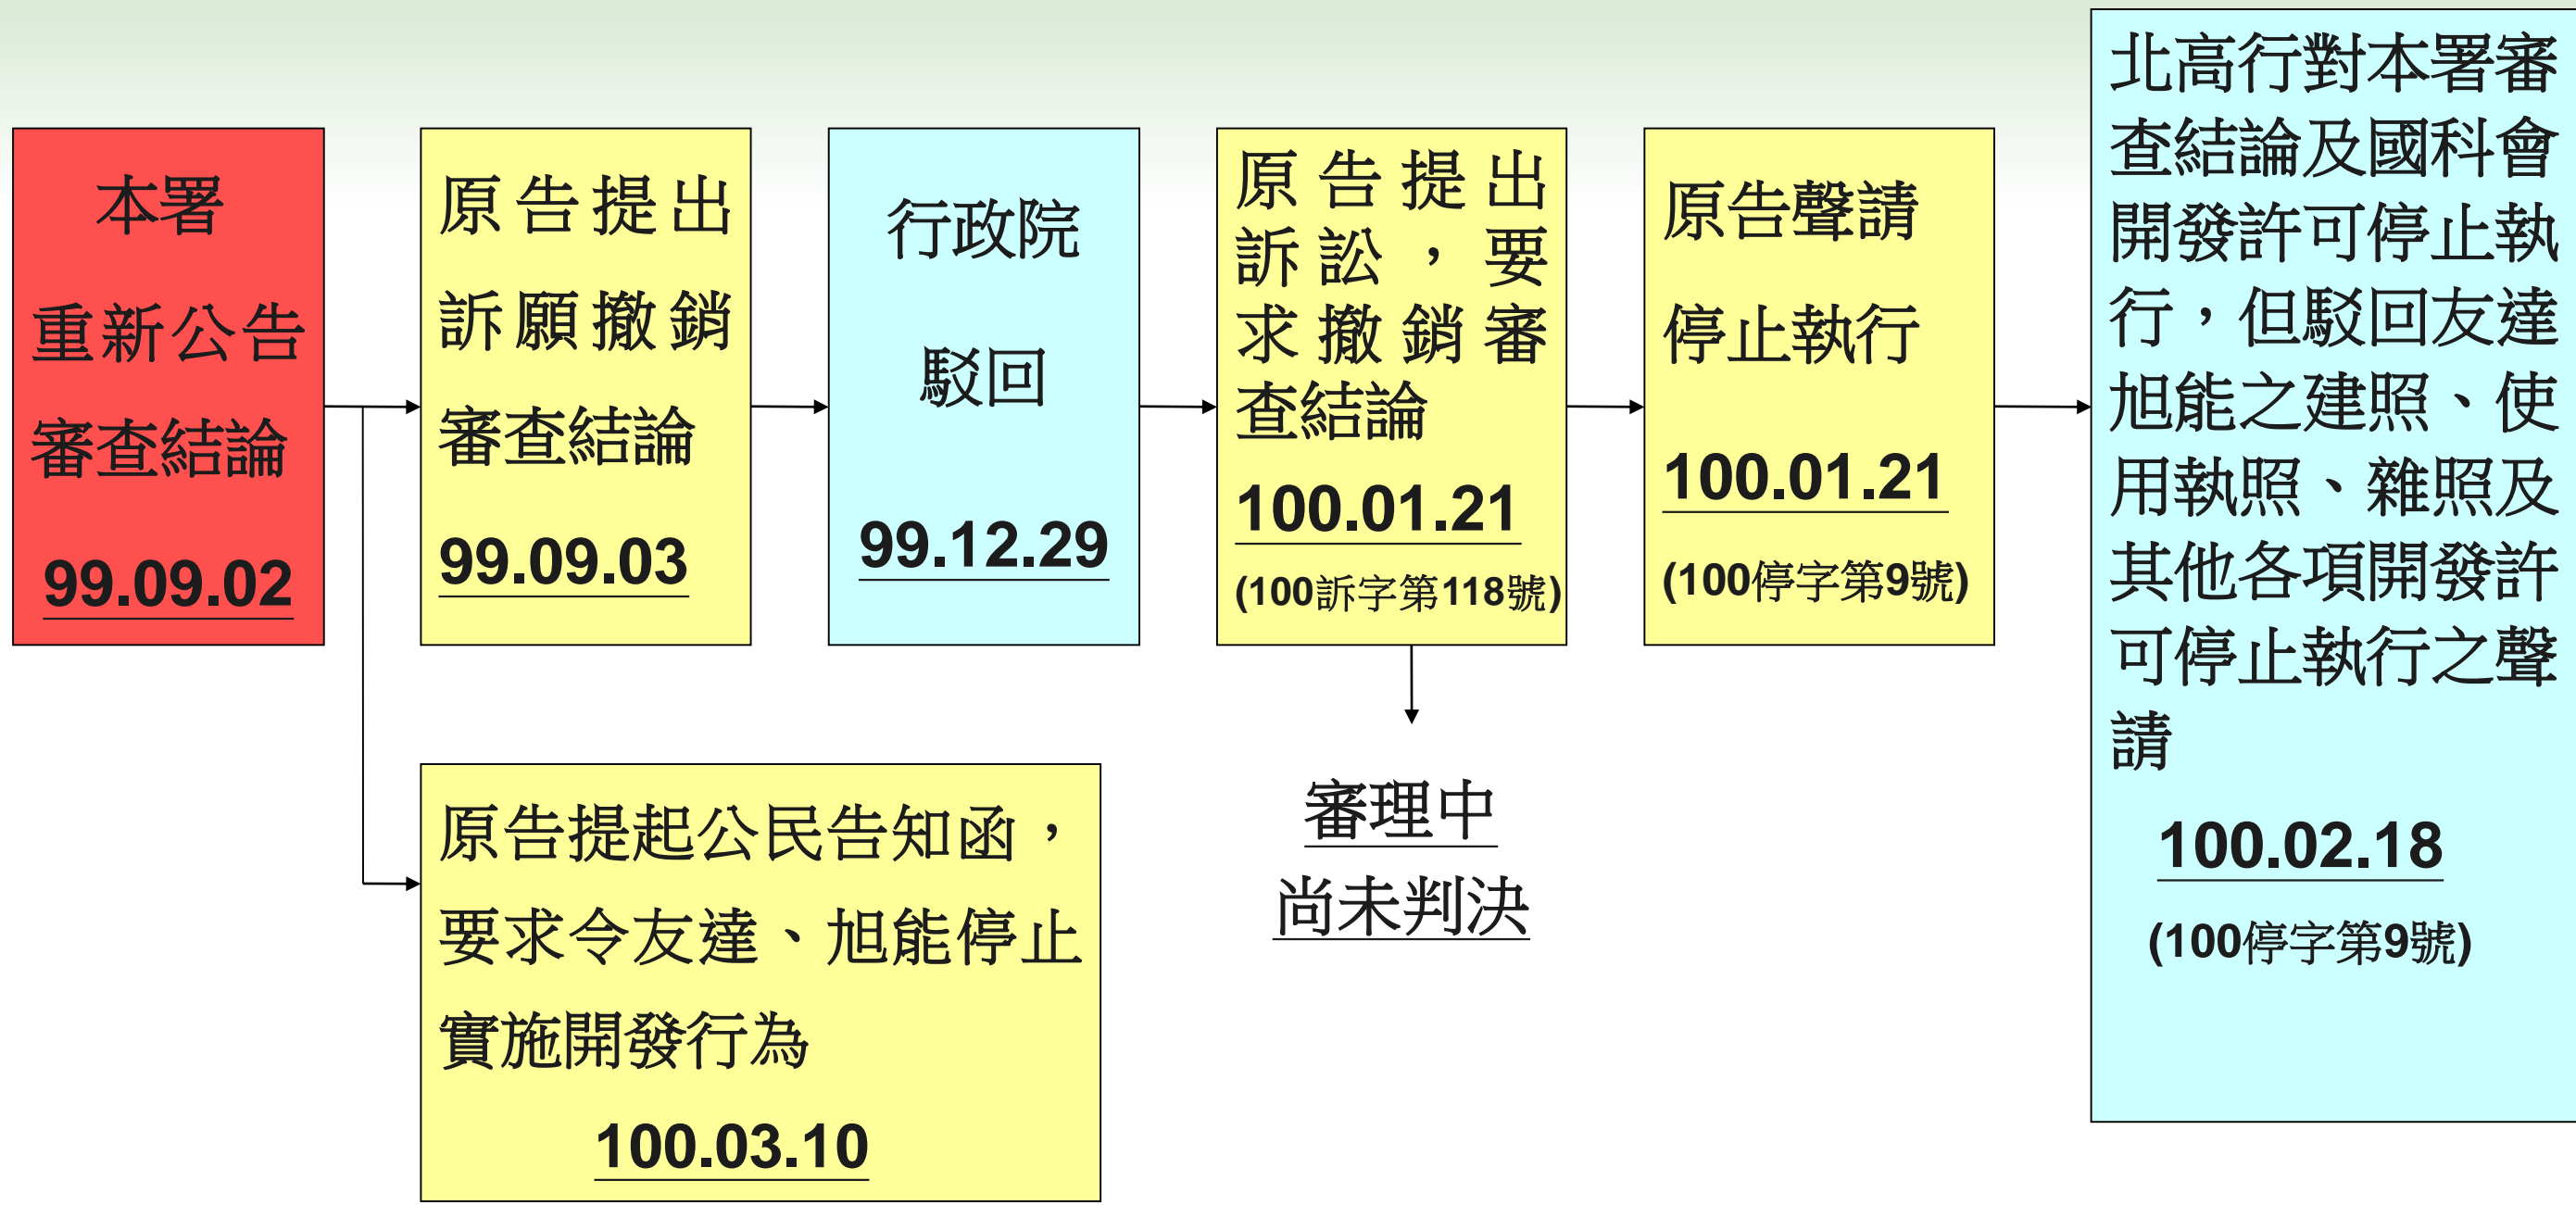 本署
重新公告
審查結論
99.09.02
原告提出
訴願撤銷
審查結論
99.09.03
行政院
駁回
99.12.29
原告提出
訴訟，要
求撤銷審
查結論
100.01.21
(100訴字第118號)
審理中
尚未判決
原告聲請
停止執行
100.01.21
(100停字第9號)
北高行對本署審
查結論及國科會
開發許可停止執
行，但駁回友達
旭能之建照、使
用執照、雜照及
其他各項開發許
可停止執行之聲
請
100.02.18
(100停字第9號)
原告提起公民告知函，
要求令友達、旭能停止
實施開發行為
100.03.10